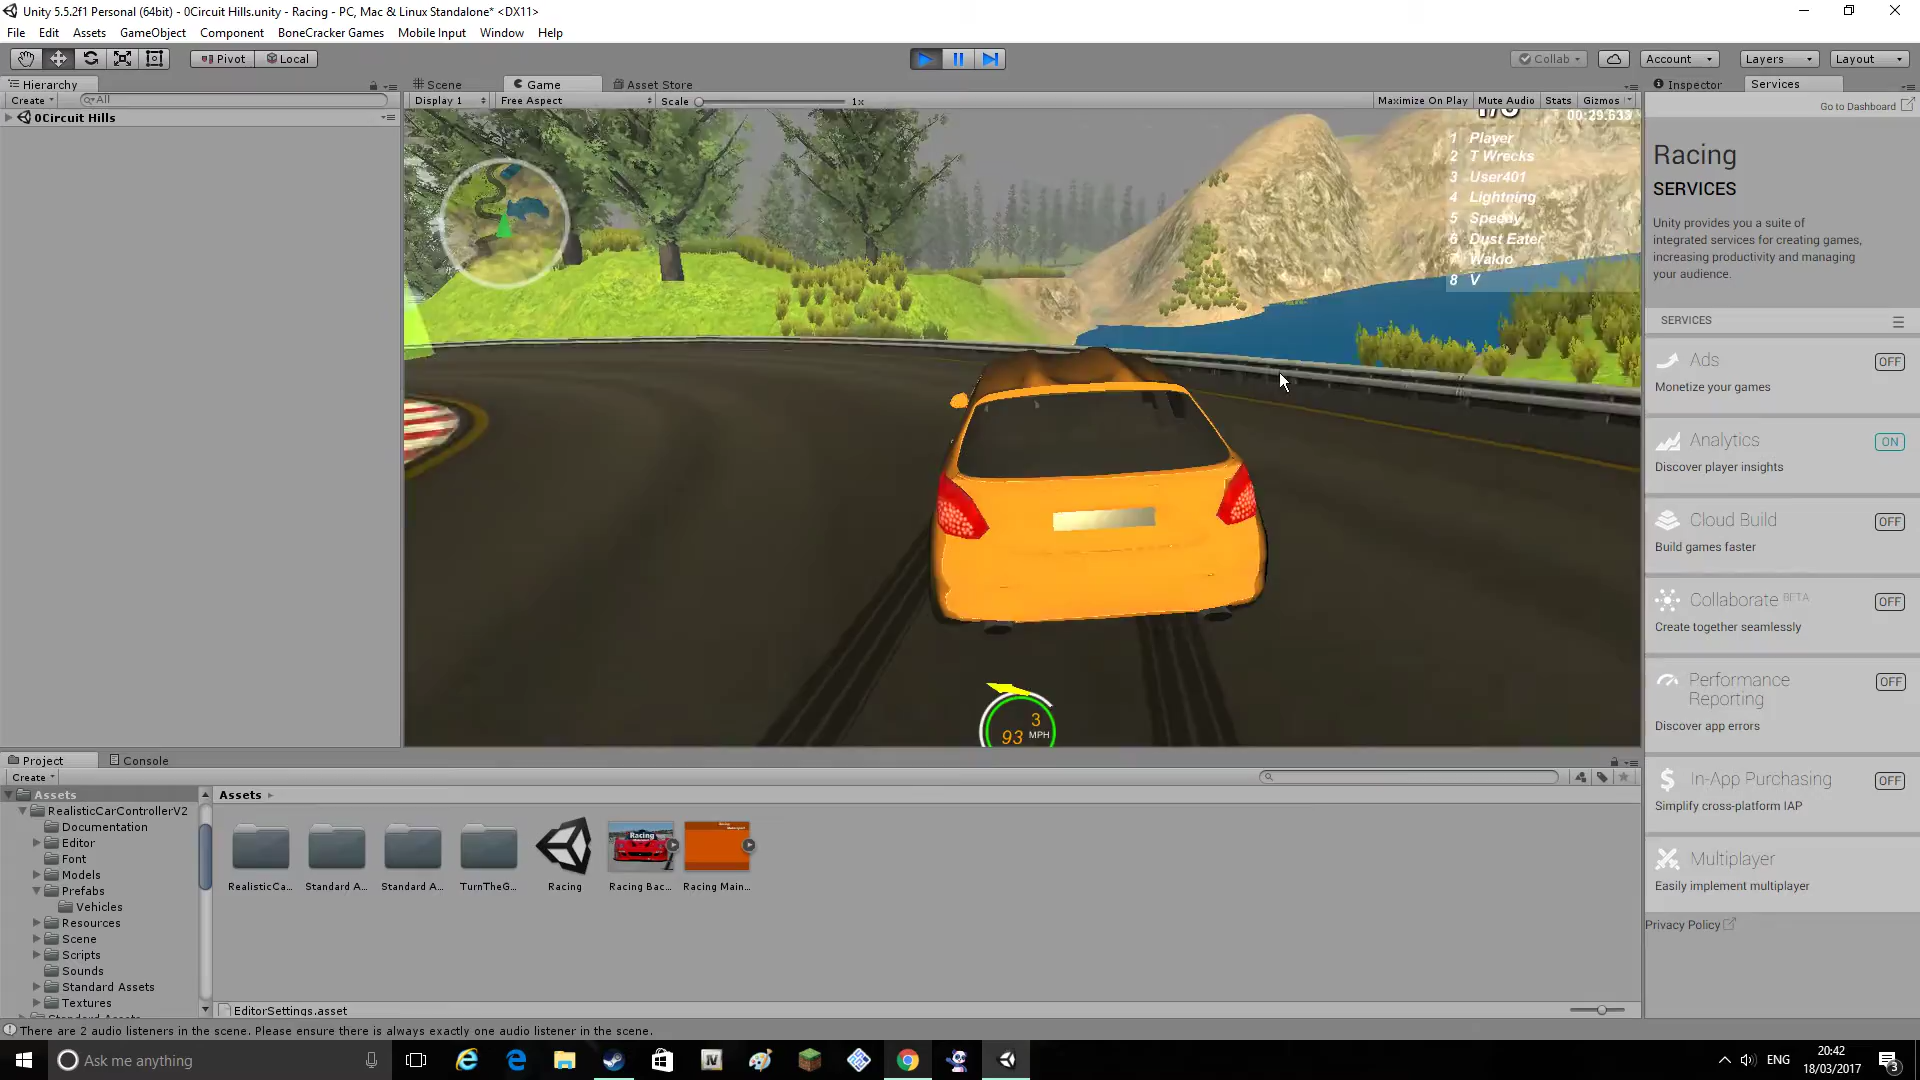 Unity 5.5.2f1 Personal (64bit) - 0Circuit Hills.unity - Racing - PC, Mac & Linux Standalone* <DX11>
File Edit Assets GameObject Component BoneCracker Games Mobile Input Window Help
Pivot Local Collab Account Layers Layout
Hierarchy Scene Game Asset Store Inspector Services
Create All Display 1 Free Aspect Scale 1x Maximize On Play Mute Audio Stats Gizmos Go to Dashboard
0Circuit Hills
00:29.633
1 Player
2 T Wrecks
3 User401
4 Lightning
5 Speedy
6 Dust Eater
7 Waldo
8 V
3
93 MPH
Racing
SERVICES
Unity provides you a suite of
integrated services for creating games,
increasing productivity and managing
your audience.
SERVICES
Ads OFF
Monetize your games
Analytics ON
Discover player insights
Cloud Build OFF
Build games faster
Collaborate BETA OFF
Create together seamlessly
Performance
Reporting OFF
Discover app errors
In-App Purchasing OFF
Simplify cross-platform IAP
Multiplayer
Easily implement multiplayer
Privacy Policy
Project Console
Create
Assets
RealisticCarControllerV2
Documentation
Editor
Font
Models
Prefabs
Vehicles
Resources
Scene
Scripts
Sounds
Standard Assets
Textures
Assets
RealisticCa... Standard A... Standard A... TurnTheG... Racing Racing Bac... Racing Main...
EditorSettings.asset
There are 2 audio listeners in the scene. Please ensure there is always exactly one audio listener in the scene.
Ask me anything
ENG
20:42
18/03/2017
3